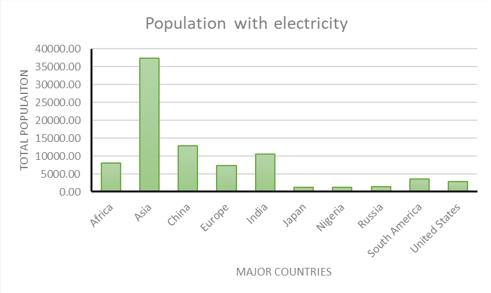 Population with electricity
TOTAL POPULAITON
40000.00
35000.00
30000.00
25000.00
20000.00
15000.00
10000.00
5000.00
0.00
Africa
Asia
China
Europe
India
Japan
Nigeria
Russia
South America
United States
MAJOR COUNTRIES